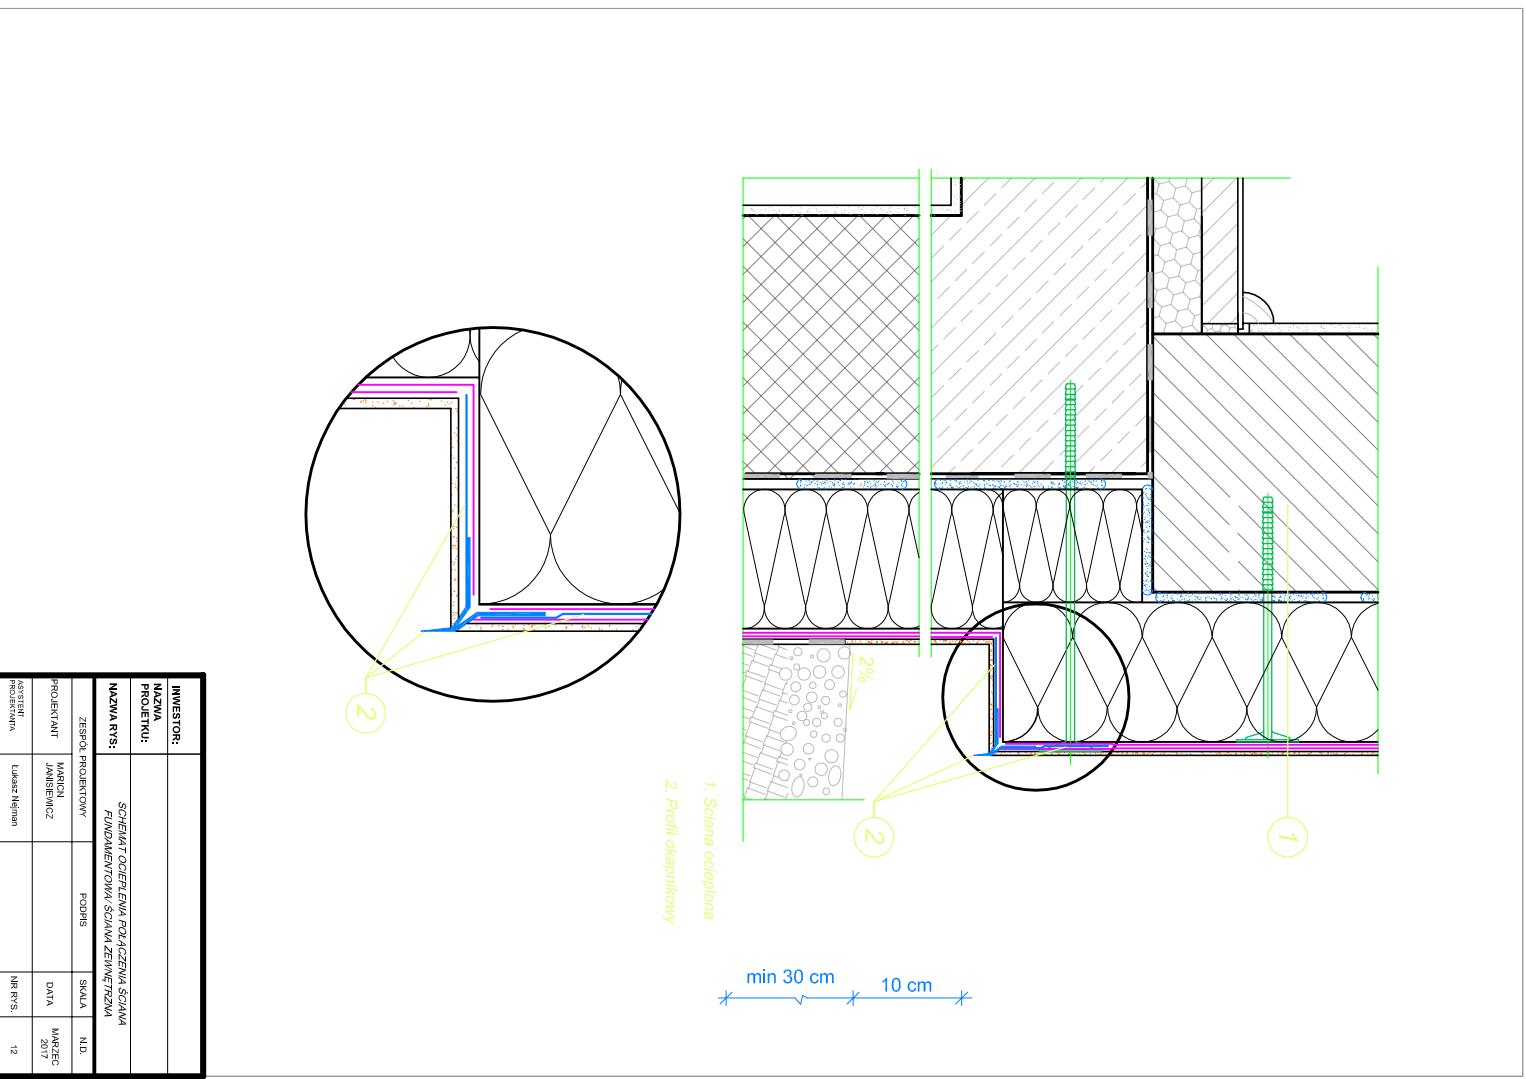 2%
2
1
2
1. Ściana ocieplona
2. Profil okapnikowy
min 30 cm
10 cm
INWESTOR:
NAZWA
PROJETKU:
NAZWA RYS:
SCHEMAT OCIEPLENIA POŁĄCZENIA ŚCIANA
FUNDAMENTOWA/ ŚCIANA ZEWNĘTRZNA
ZESPÓŁ PROJEKTOWY
PODPIS
SKALA
N.D.
PROJEKTANT
MARICN
JANISIEWICZ
DATA
MARZEC
2017
ASYSTENT
PROJEKTANTA
Łukasz Nejman
NR RYS.
12